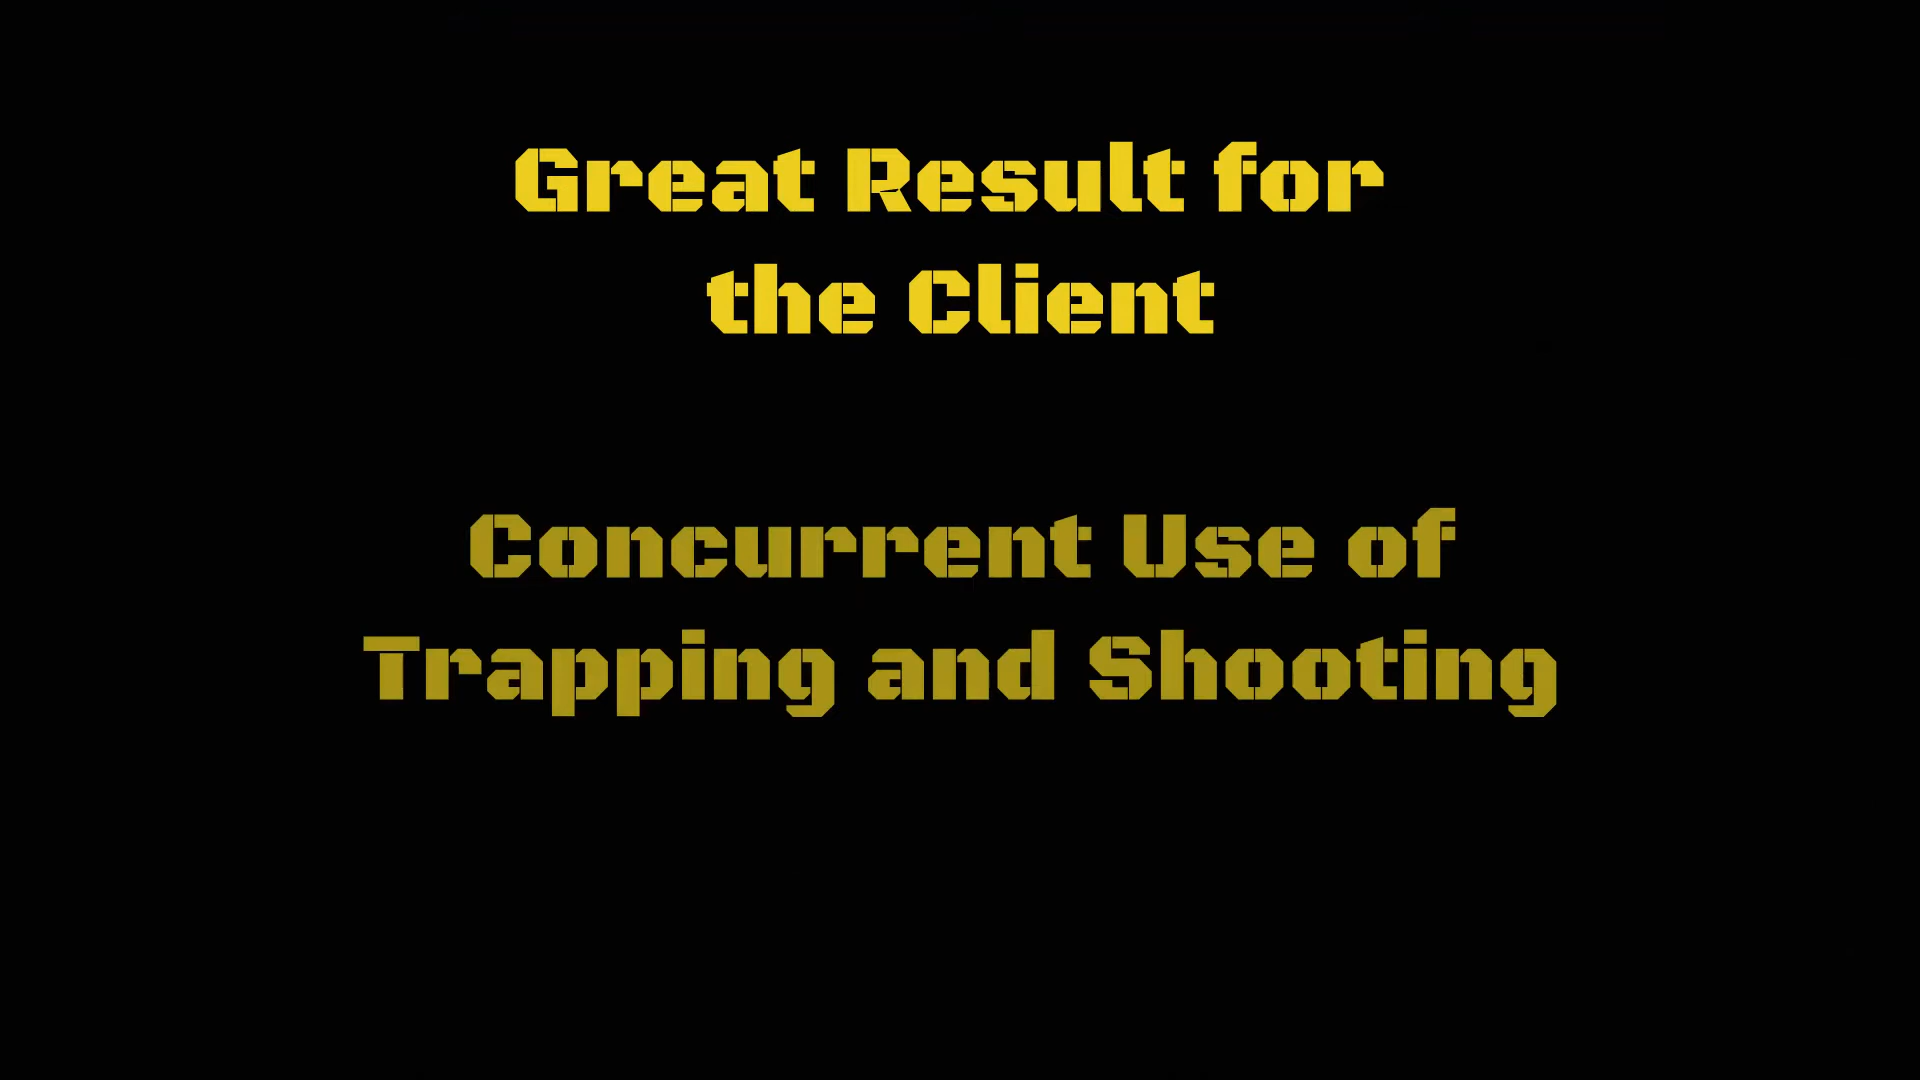 Great Result for
the Client
Concurrent Use of
Trapping and Shooting